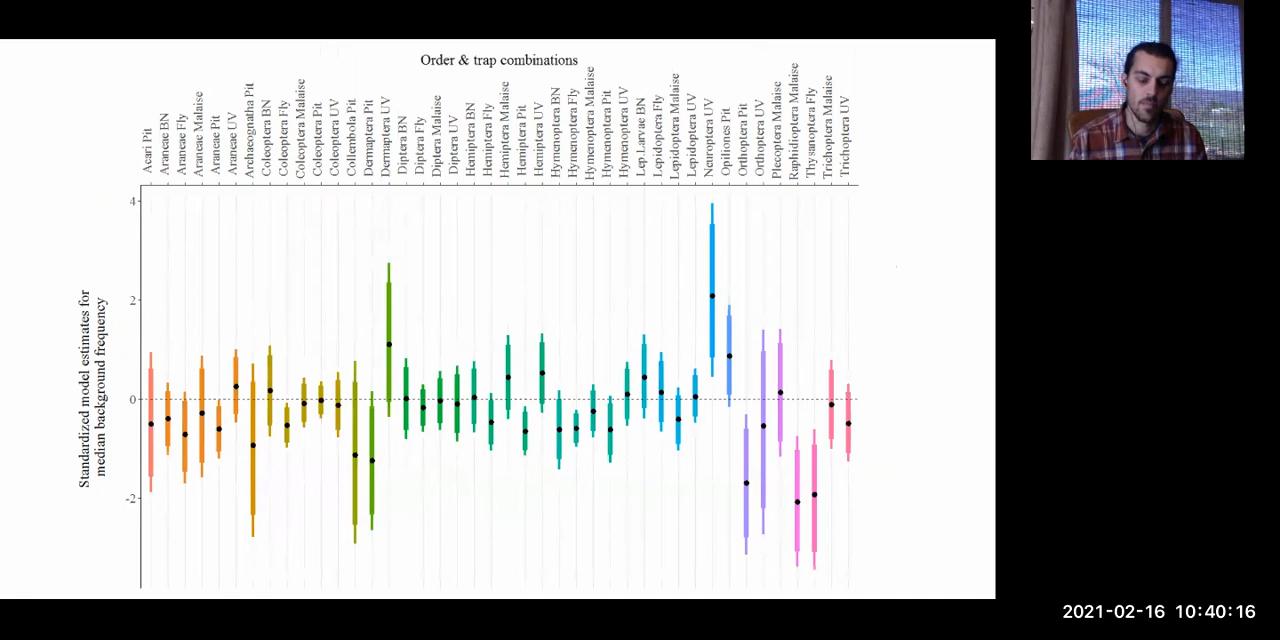 Order & trap combinations
Acari Pit
Araneae BN
Araneae Fly
Araneae Malaise
Araneae Pit
Araneae UV
Archaeognatha Pit
Coleoptera BN
Coleoptera Fly
Coleoptera Malaise
Coleoptera Pit
Coleoptera UV
Collembola Pit
Dermaptera Pit
Dermaptera UV
Diptera BN
Diptera Fly
Diptera Malaise
Diptera UV
Hemiptera BN
Hemiptera Fly
Hemiptera Malaise
Hemiptera Pit
Hemiptera UV
Hymenoptera BN
Hymenoptera Fly
Hymenoptera Malaise
Hymenoptera Pit
Hymenoptera UV
Lep.Larvae BN
Lepidoptera Fly
Lepidoptera Malaise
Lepidoptera UV
Neuroptera UV
Opiliones Pit
Orthoptera Pit
Orthoptera UV
Plecoptera Malaise
Raphidioptera Malaise
Thysanoptera Fly
Trichoptera Malaise
Trichoptera UV
Standardized model estimates for
median background frequency
4
2
0
-2
2021-02-16 10:40:16